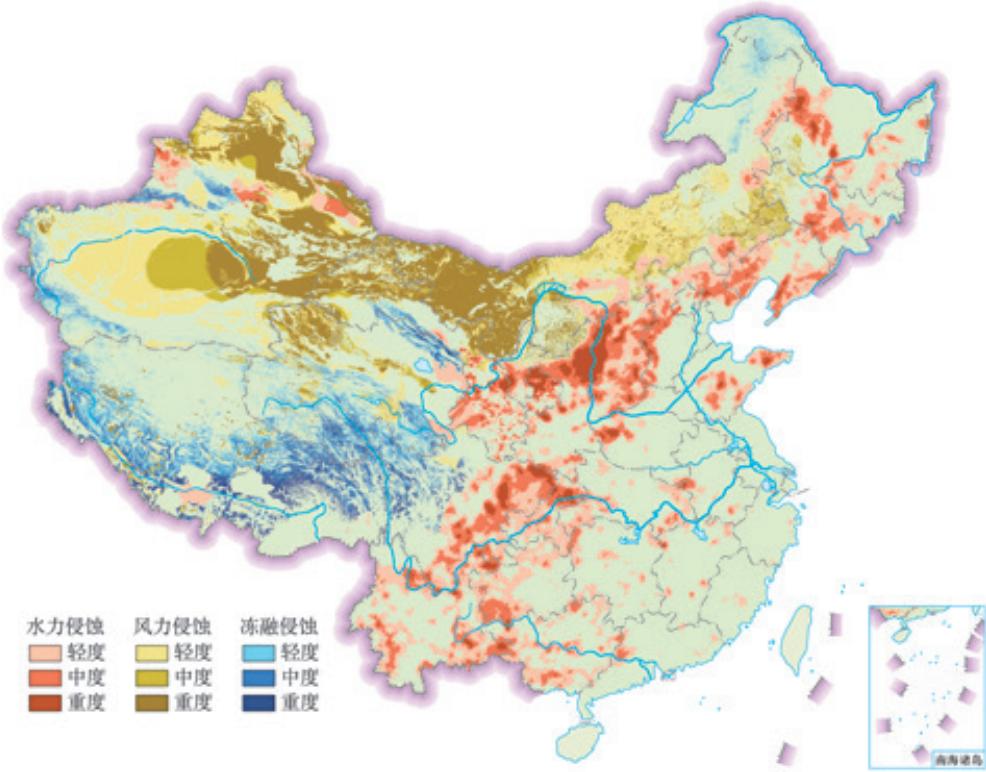 水力侵蚀 风力侵蚀 冻融侵蚀
轻度 轻度 轻度
中度 中度 中度
重度 重度 重度
南海诸岛